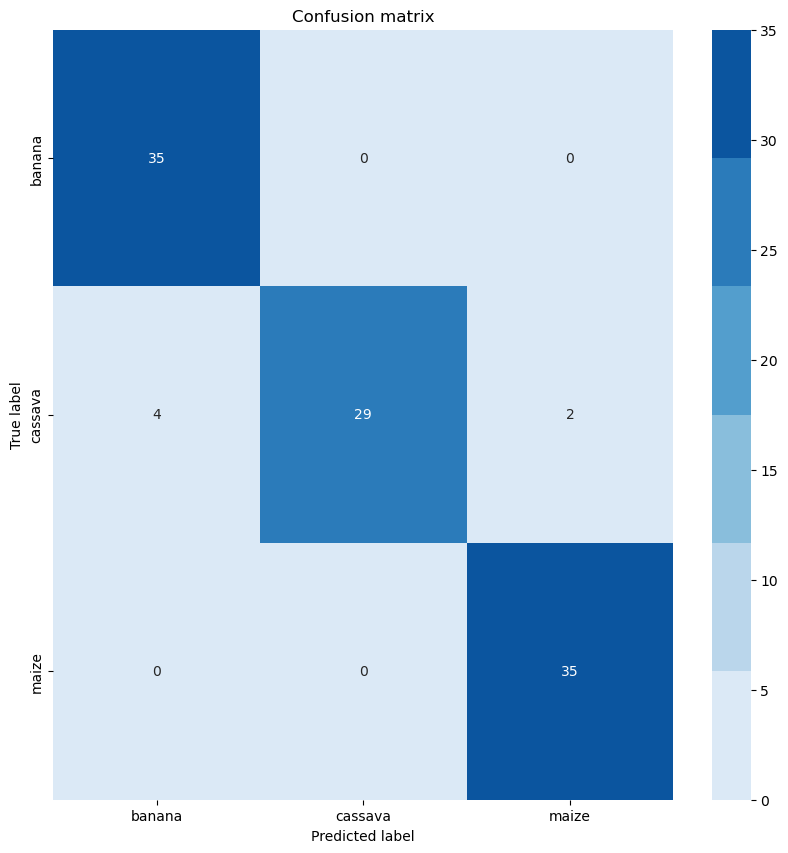 Confusion matrix
banana
35
0
0
True label
cassava
4
29
2
maize
0
0
35
banana
cassava
maize
Predicted label
35
30
25
20
15
10
5
0